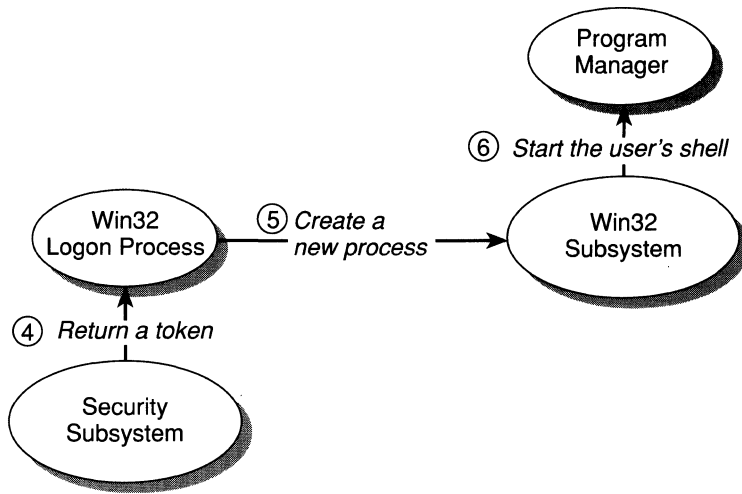 Program
Manager
⑥ Start the user's shell
Win32
Logon Process
⑤ Create a
new process
Win32
Subsystem
④ Return a token
Security
Subsystem